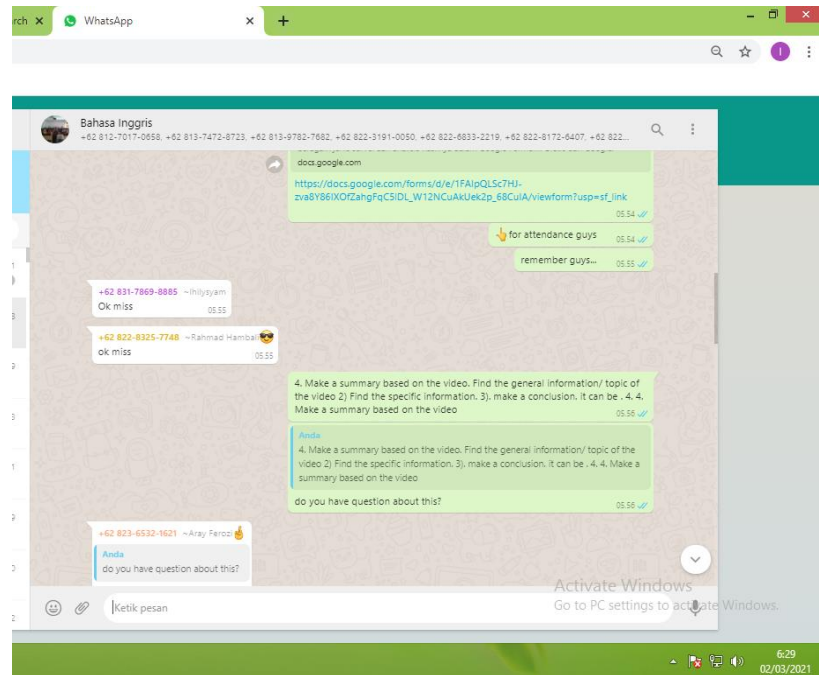 rch × WhatsApp × +
I
Bahasa Inggris
+62 812-7017-0658, +62 813-7472-8723, +62 813-9782-7682, +62 822-3191-0050, +62 822-6833-2219, +62 822-8172-6407, +62 822...
docs.google.com
https://docs.google.com/forms/d/e/
05.54
👆for attendance guys 05.54
remember guys... 05.55
+62 831-7869-8885
Ok miss 05.55
+62 822-8325-7748 ~Rahmad Hambali😎
ok miss 05.55
4. Make a summary based on the video. Find the general information/ topic of
the video 2) Find the specific information. 3). make a conclusion. it can be . 4. 4.
Make a summary based on the video 05.56
Anda
4. Make a summary based on the video. Find the general information/ topic of the
video 2) Find the specific information. 3). make a conclusion. it can be . 4. 4. Make a
summary based on the video
do you have question about this? 05.56
+62 823-6532-1621 ~Aray Ferozi🤞
Anda
do you have question about this?
Ketik pesan
Activate Windows
Go to PC settings to activate Windows.
6:29
02/03/2021